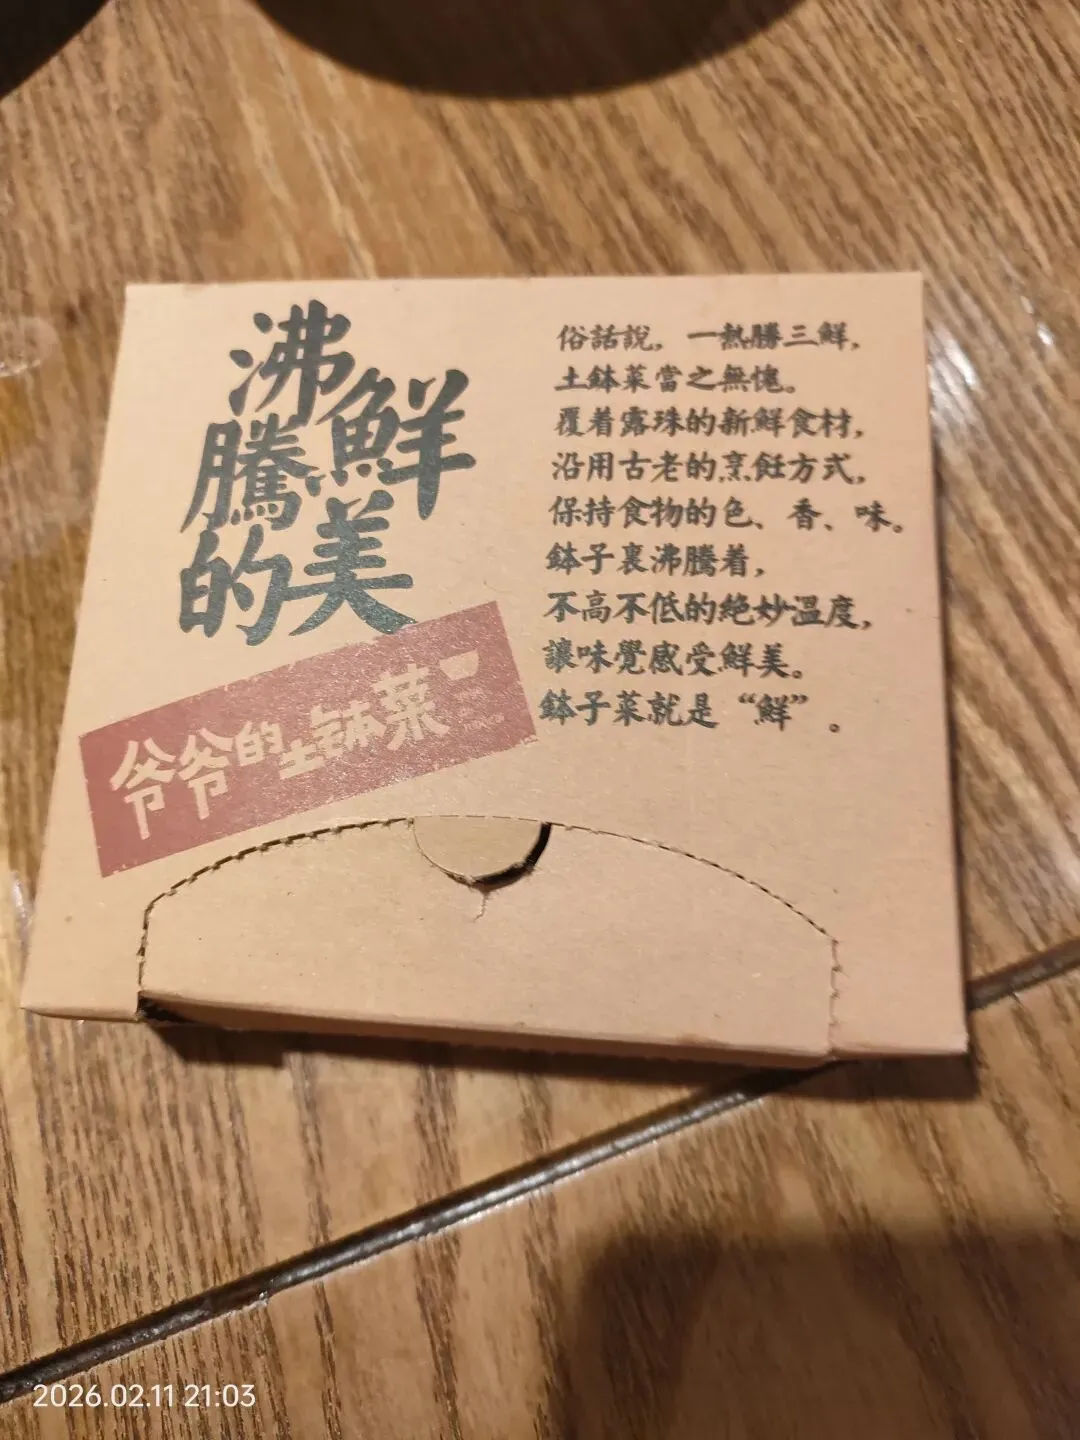 沸騰的
鮮美
爷爷的土钵菜
俗話說，一熱勝三鮮，
土鉢菜當之無愧。
覆着露珠的新鮮食材，
沿用古老的烹飪方式，
保持食物的色、香、味。
鉢子裏沸騰着，
不高不低的絶妙溫度，
讓味覺感受鮮美。
鉢子菜就是“鮮”。
2026.02.11 21:03